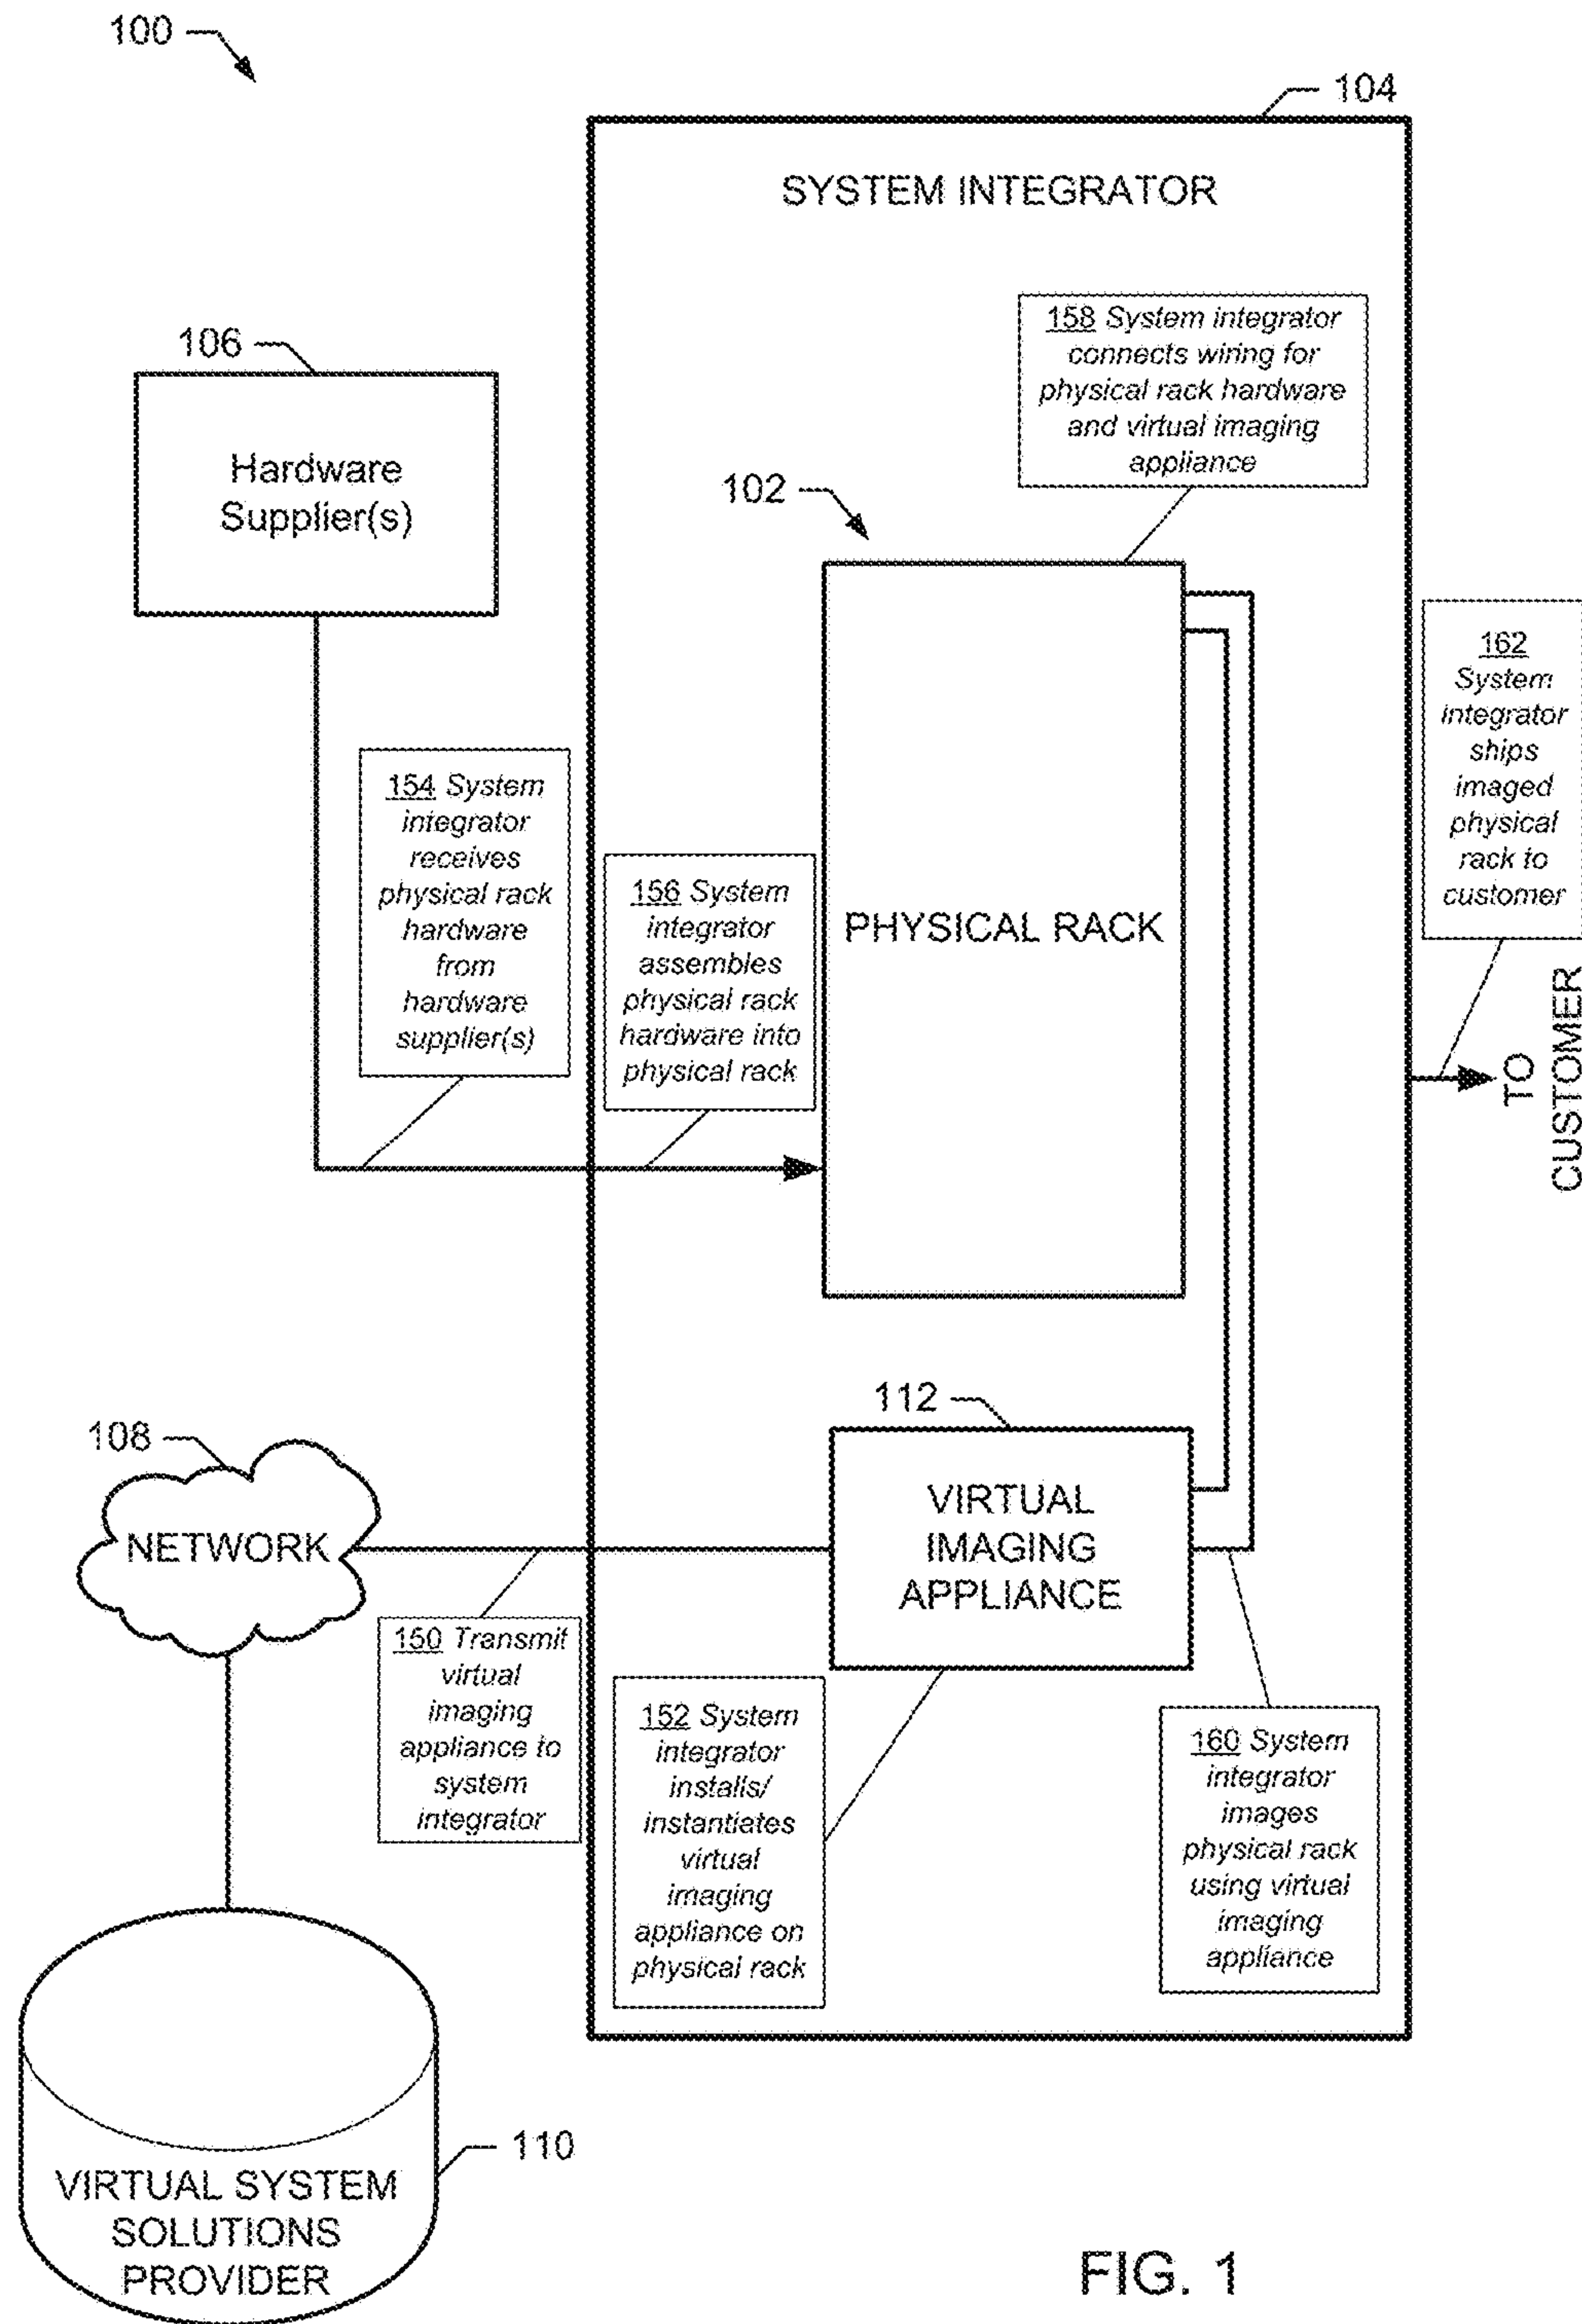 100
104
SYSTEM INTEGRATOR
158 System integrator
connects wiring for
physical rack hardware
and virtual imaging
appliance
106
Hardware
Supplier(s)
102
PHYSICAL RACK
154 System
integrator
receives
physical rack
hardware
from
hardware
supplier(s)
156 System
integrator
assembles
physical rack
hardware into
physical rack
162
System
integrator
ships
imaged
physical
rack to
customer
TO
CUSTOMER
112
VIRTUAL
IMAGING
APPLIANCE
108
NETWORK
150 Transmit
virtual
imaging
appliance to
system
integrator
152 System
integrator
installs/
instantiates
virtual
imaging
appliance on
physical rack
160 System
integrator
images
physical rack
using virtual
imaging
appliance
110
VIRTUAL SYSTEM
SOLUTIONS
PROVIDER
FIG. 1